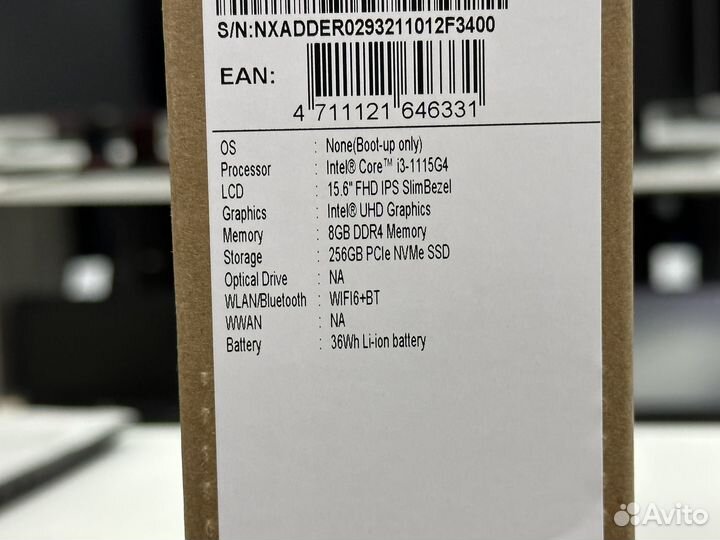 S/N:NXADDER0293211012F3400
EAN:
4 711121 646331
OS : None(Boot-up only)
Processor : Intel® Core™ i3-1115G4
LCD : 15.6" FHD IPS SlimBezel
Graphics : Intel® UHD Graphics
Memory : 8GB DDR4 Memory
Storage : 256GB PCIe NVMe SSD
Optical Drive : NA
WLAN/Bluetooth : WIFI6+BT
WWAN : NA
Battery : 36Wh Li-ion battery
Avito